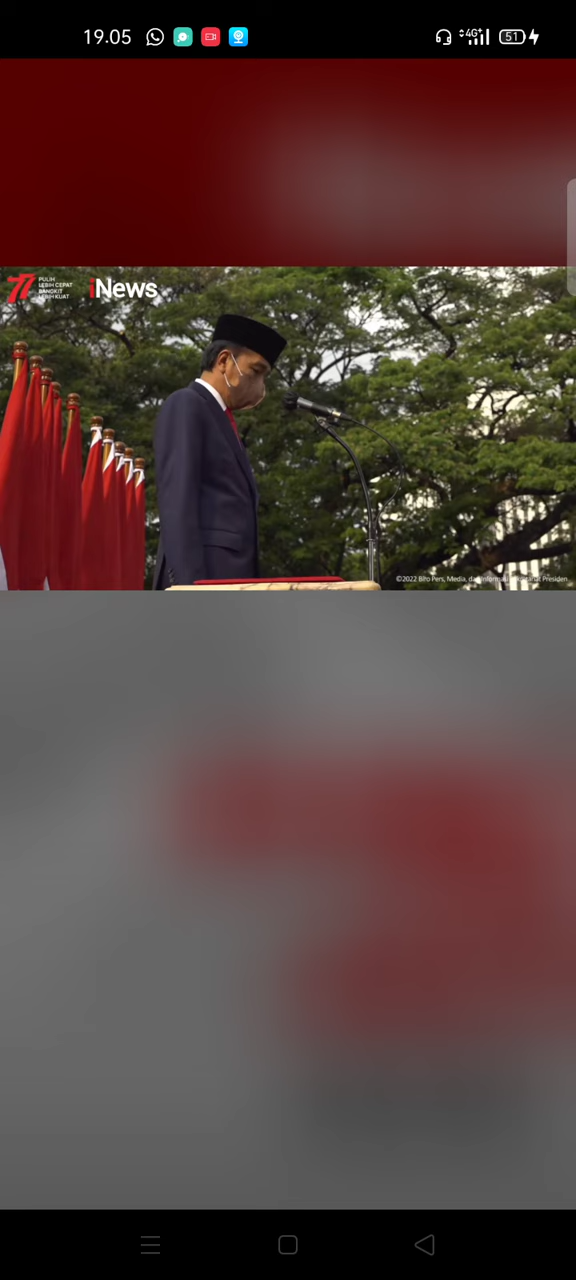 19.05
4G+
51
77
PULIH
LEBIH CEPAT
BANGKIT
LEBIH KUAT
iNews
©2022 Biro Pers, Media, dan Informasi Sekretariat Presiden